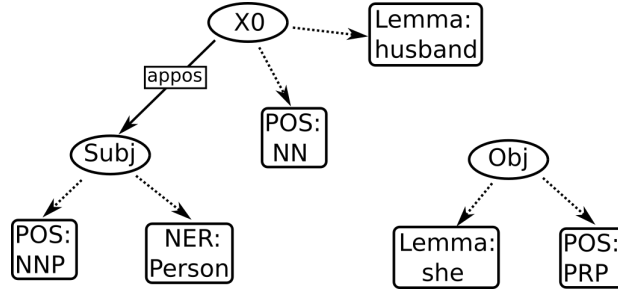 X0
Lemma:
husband
appos
POS:
NN
Subj
Obj
POS:
NNP
NER:
Person
Lemma:
she
POS:
PRP